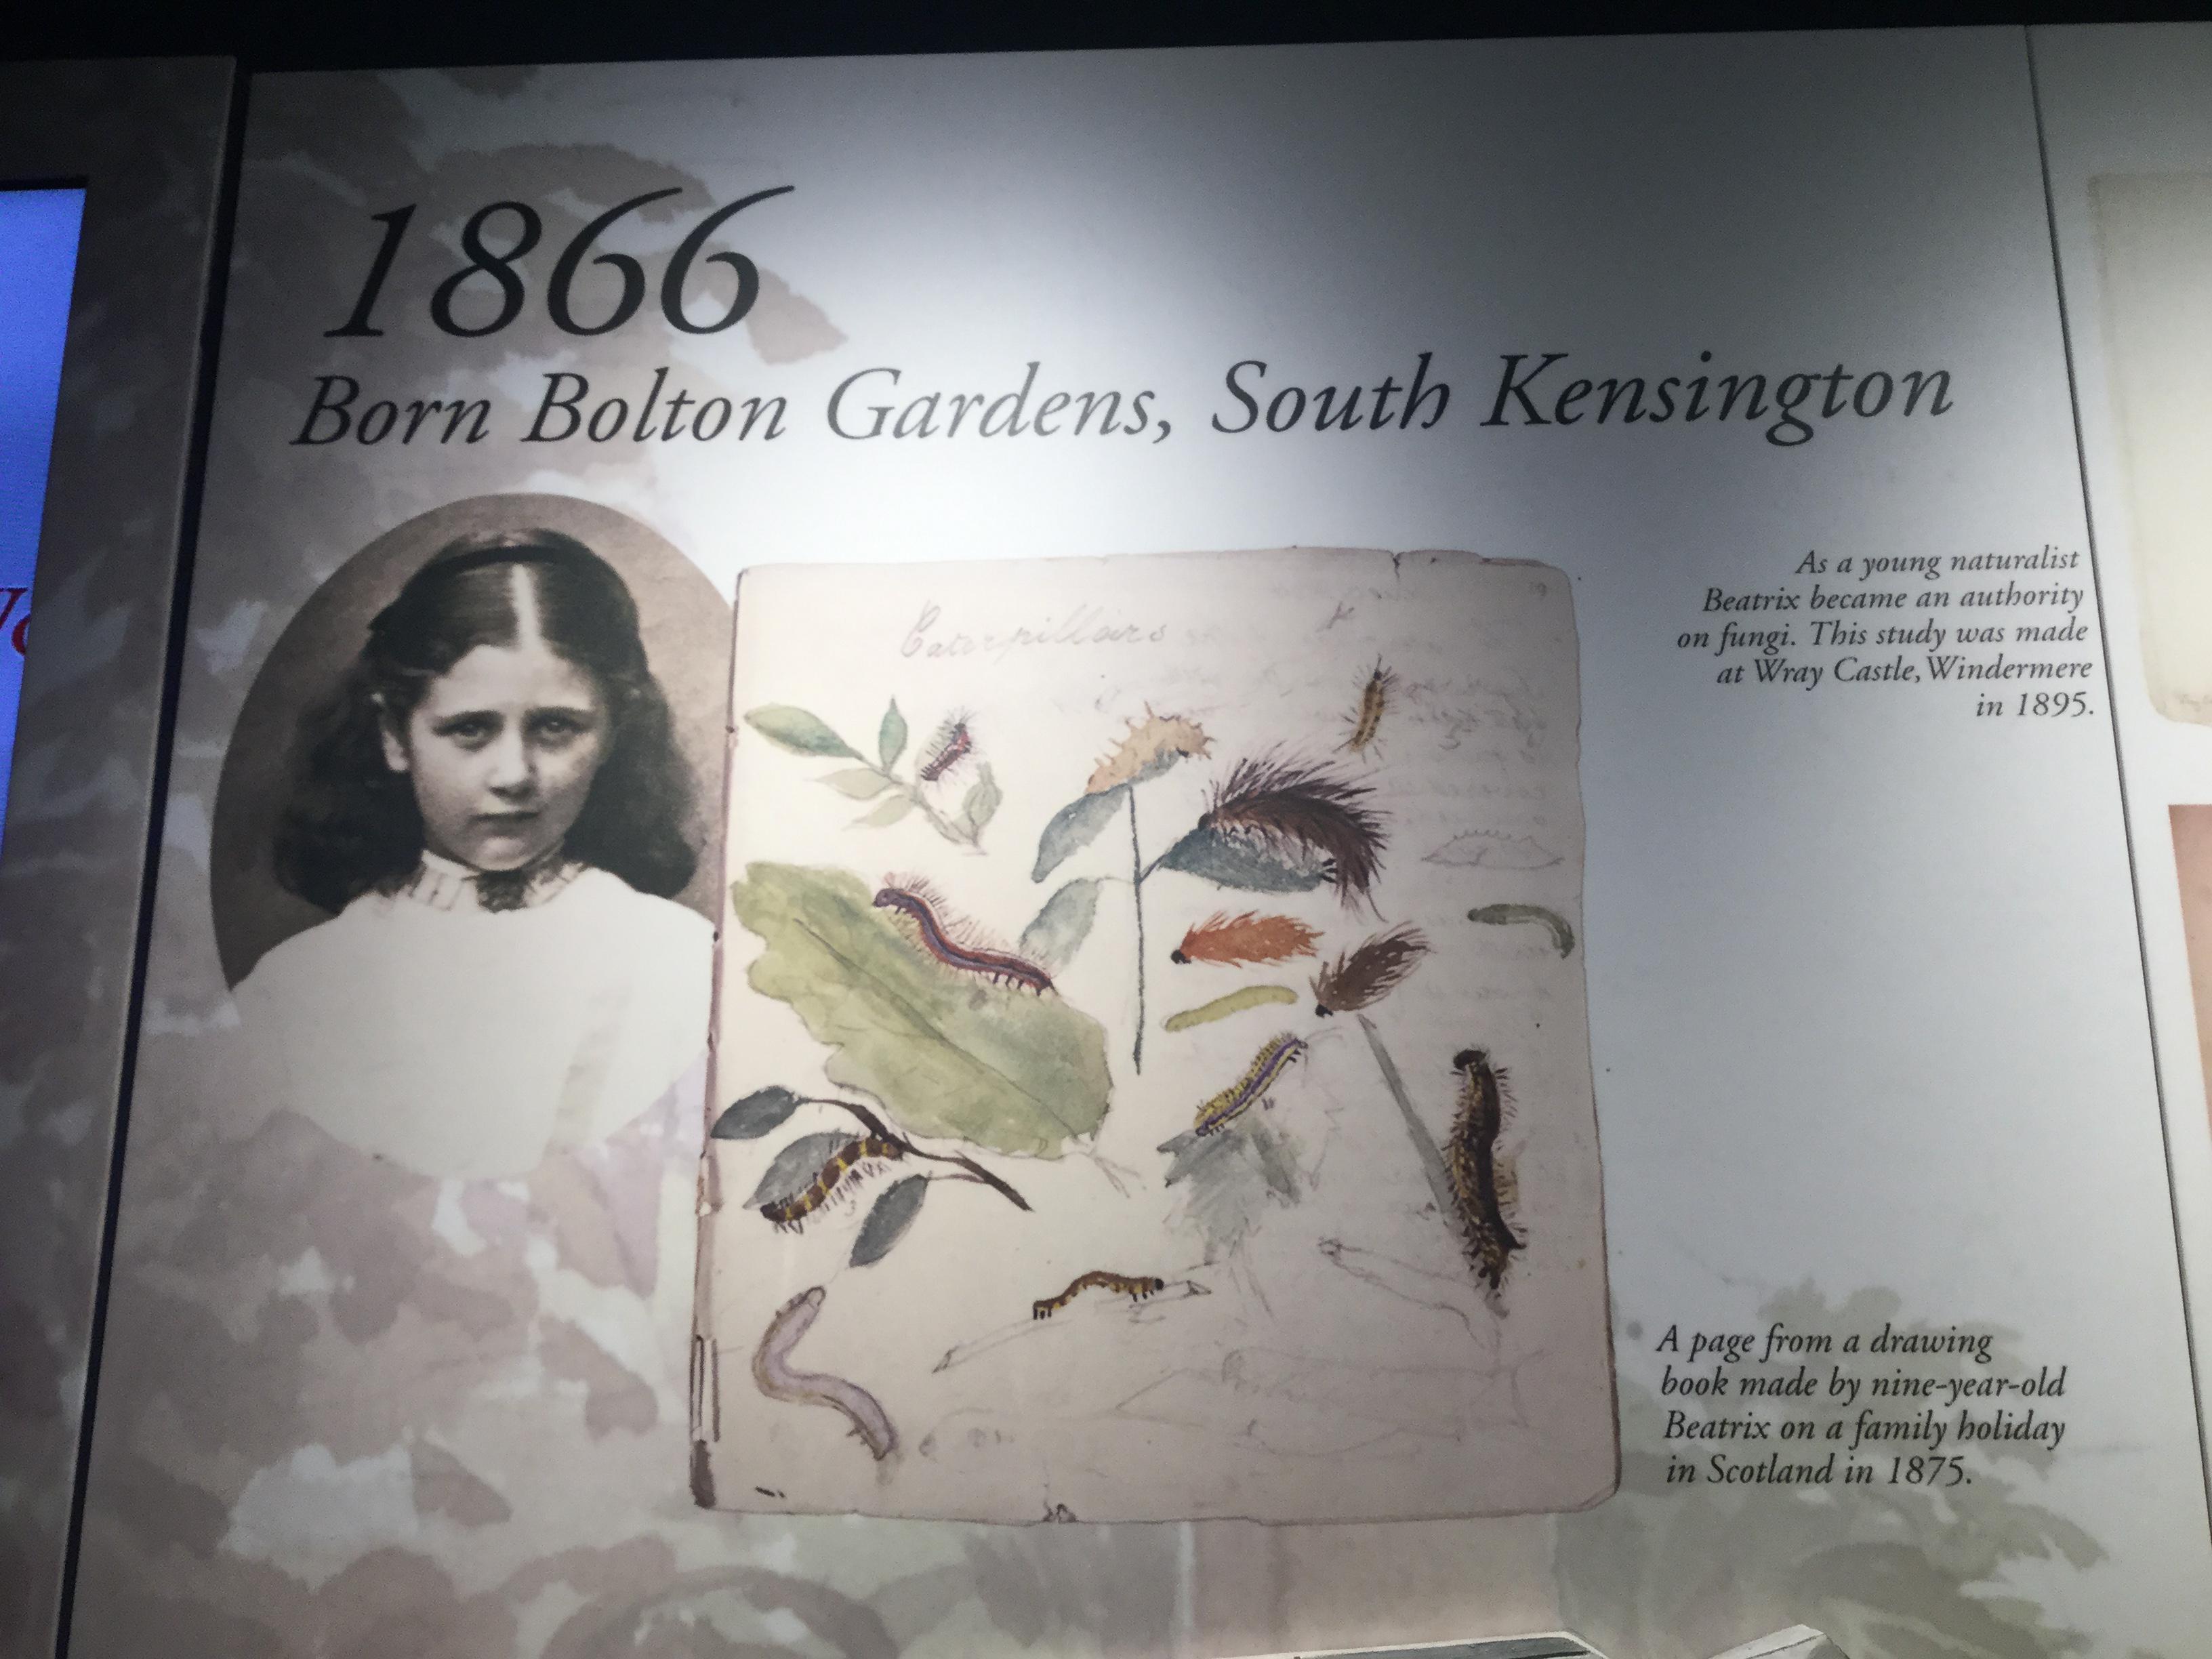 1866
Born Bolton Gardens, South Kensington
As a young naturalist
Beatrix became an authority
on fungi. This study was made
at Wray Castle, Windermere
in 1895.
Caterpillars
A page from a drawing
book made by nine-year-old
Beatrix on a family holiday
in Scotland in 1875.